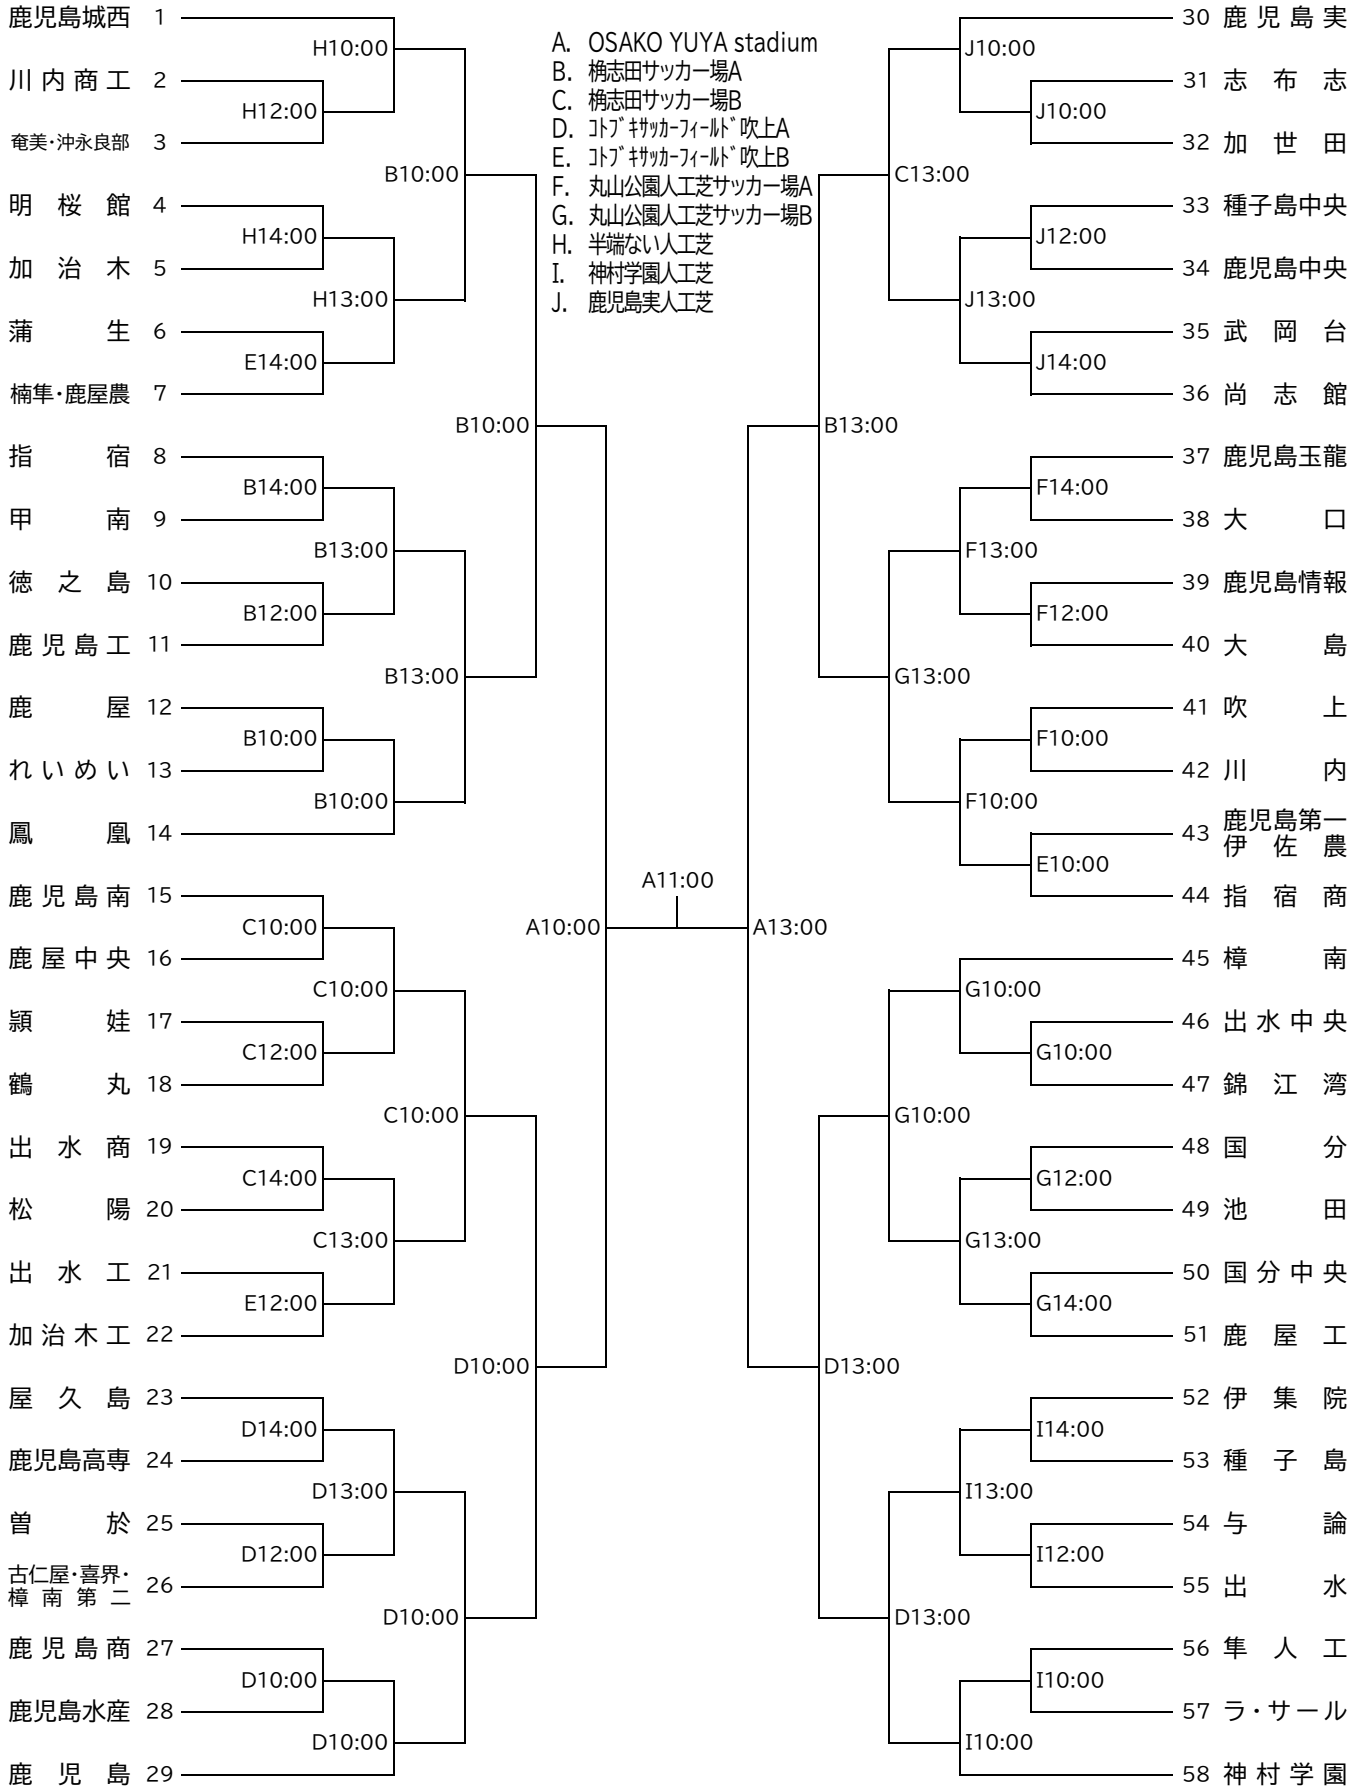 鹿児島城西 1
H10:00
川内商工 2
H12:00
奄美・沖永良部 3
B10:00
明桜館 4
H14:00
加治木 5
H13:00
蒲生 6
E14:00
楠隼・鹿屋農 7
B10:00
指宿 8
B14:00
甲南 9
B13:00
徳之島 10
B12:00
鹿児島工 11
B13:00
鹿屋 12
B10:00
れいめい 13
B10:00
鳳凰 14
鹿児島南 15
C10:00
鹿屋中央 16
C10:00
頴娃 17
C12:00
鶴丸 18
C10:00
出水商 19
C14:00
松陽 20
C13:00
出水工 21
E12:00
加治木工 22
D10:00
屋久島 23
D14:00
鹿児島高専 24
D13:00
曽於 25
D12:00
古仁屋・喜界・
樟南第二 26
D10:00
鹿児島商 27
D10:00
鹿児島水産 28
D10:00
鹿児島 29
A. OSAKO YUYA stadium
B. 桷志田サッカー場A
C. 桷志田サッカー場B
D. ｺﾄﾌﾞｷｻｯｶｰﾌｨｰﾙﾄﾞ吹上A
E. ｺﾄﾌﾞｷｻｯｶｰﾌｨｰﾙﾄﾞ吹上B
F. 丸山公園人工芝サッカー場A
G. 丸山公園人工芝サッカー場B
H. 半端ない人工芝
I. 神村学園人工芝
J. 鹿児島実人工芝
A11:00
A10:00
A13:00
30 鹿児島実
J10:00
31 志布志
J10:00
32 加世田
C13:00
33 種子島中央
J12:00
34 鹿児島中央
J13:00
35 武岡台
J14:00
36 尚志館
B13:00
37 鹿児島玉龍
F14:00
38 大口
F13:00
39 鹿児島情報
F12:00
40 大島
G13:00
41 吹上
F10:00
42 川内
F10:00
43 鹿児島第一
伊佐農
E10:00
44 指宿商
45 樟南
G10:00
46 出水中央
G10:00
47 錦江湾
G10:00
48 国分
G12:00
49 池田
G13:00
50 国分中央
G14:00
51 鹿屋工
D13:00
52 伊集院
I14:00
53 種子島
I13:00
54 与論
I12:00
55 出水
D13:00
56 隼人工
I10:00
57 ラ・サール
I10:00
58 神村学園